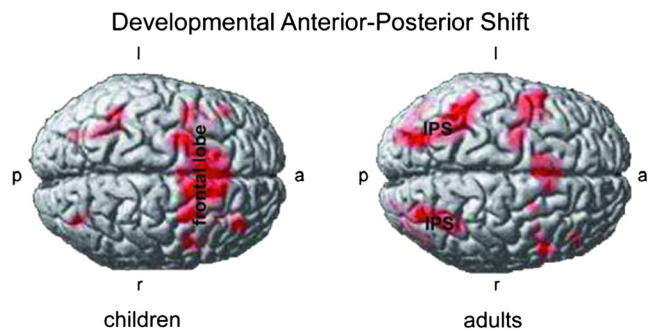 Developmental Anterior-Posterior Shift
l
l
p
frontal lobe
a
p
IPS
IPS
a
r
r
children
adults